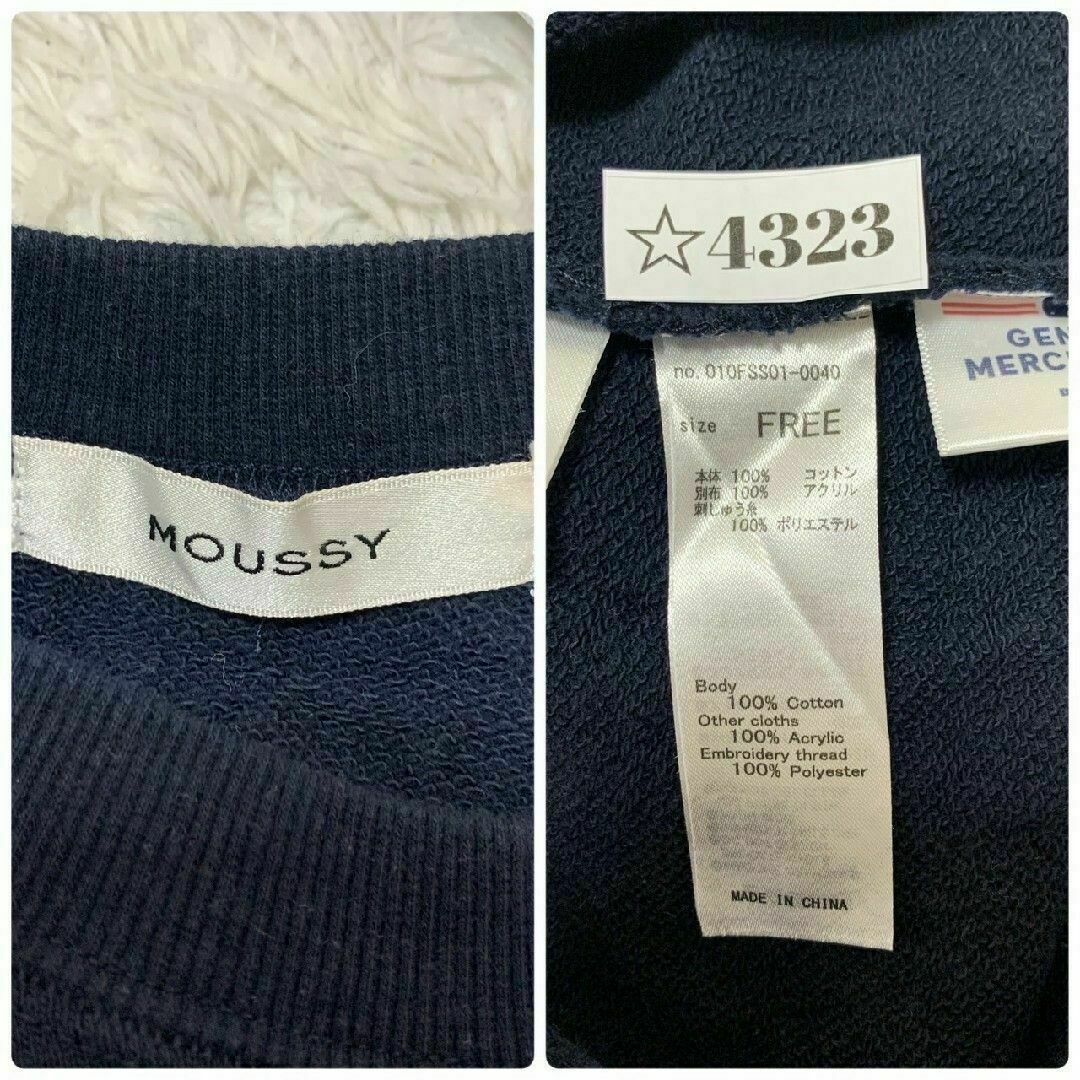 MOUSSY
☆4323
no. 010FSS01-0040
size FREE
本体 100% コットン
別布 100% アクリル
刺しゅう糸
100% ポリエステル
Body
100% Cotton
Other cloths
100% Acrylic
Embroidery thread
100% Polyester
MADE IN CHINA
GEN
MERC